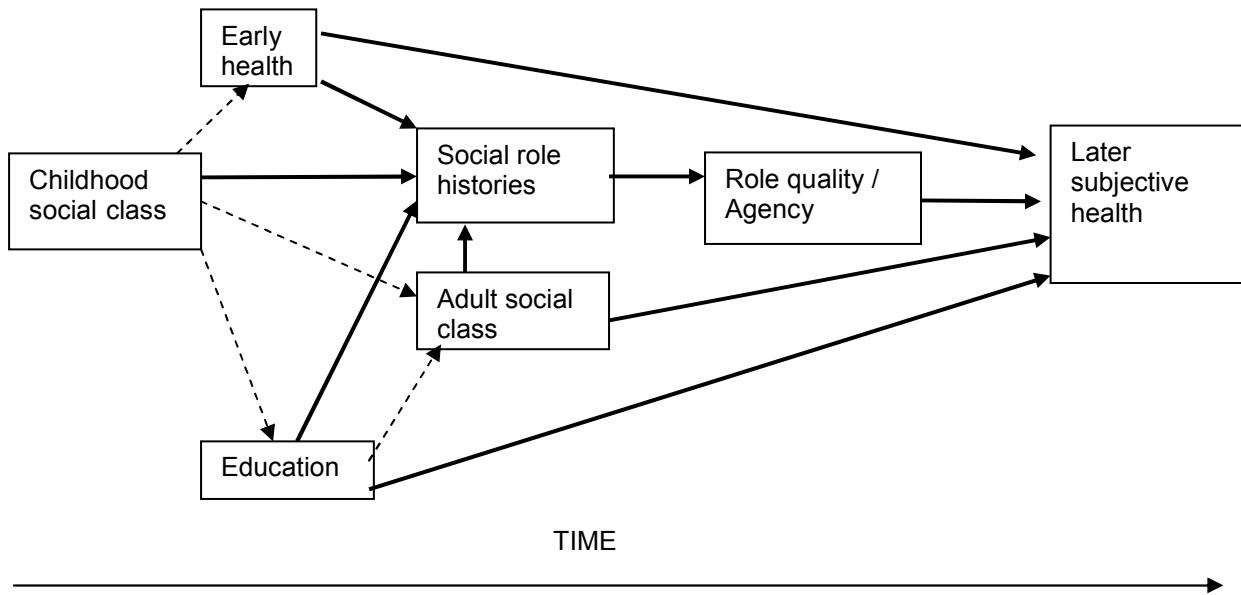 Early
health
Childhood
social class
Social role
histories
Role quality /
Agency
Later
subjective
health
Adult social
class
Education
TIME